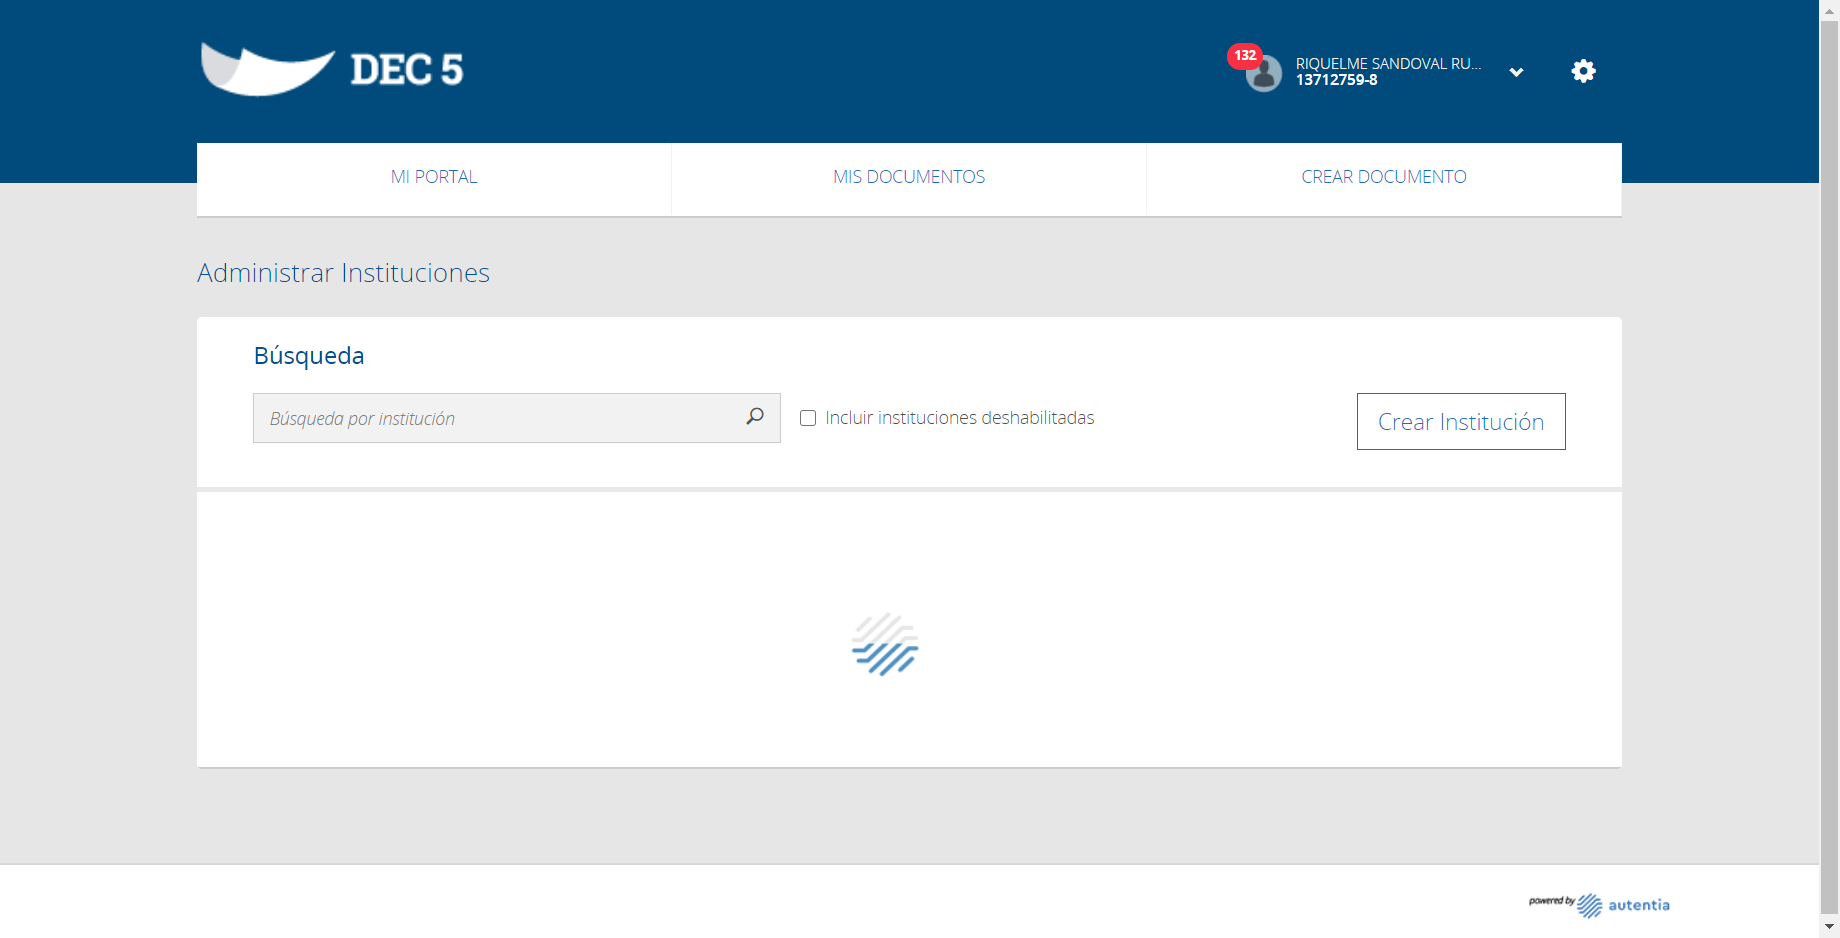 DEC 5
132
RIQUELME SANDOVAL RU...
13712759-8
MI PORTAL
MIS DOCUMENTOS
CREAR DOCUMENTO
Administrar Instituciones
Búsqueda
Búsqueda por institución
Incluir instituciones deshabilitadas
Crear Institución
powered by autentia